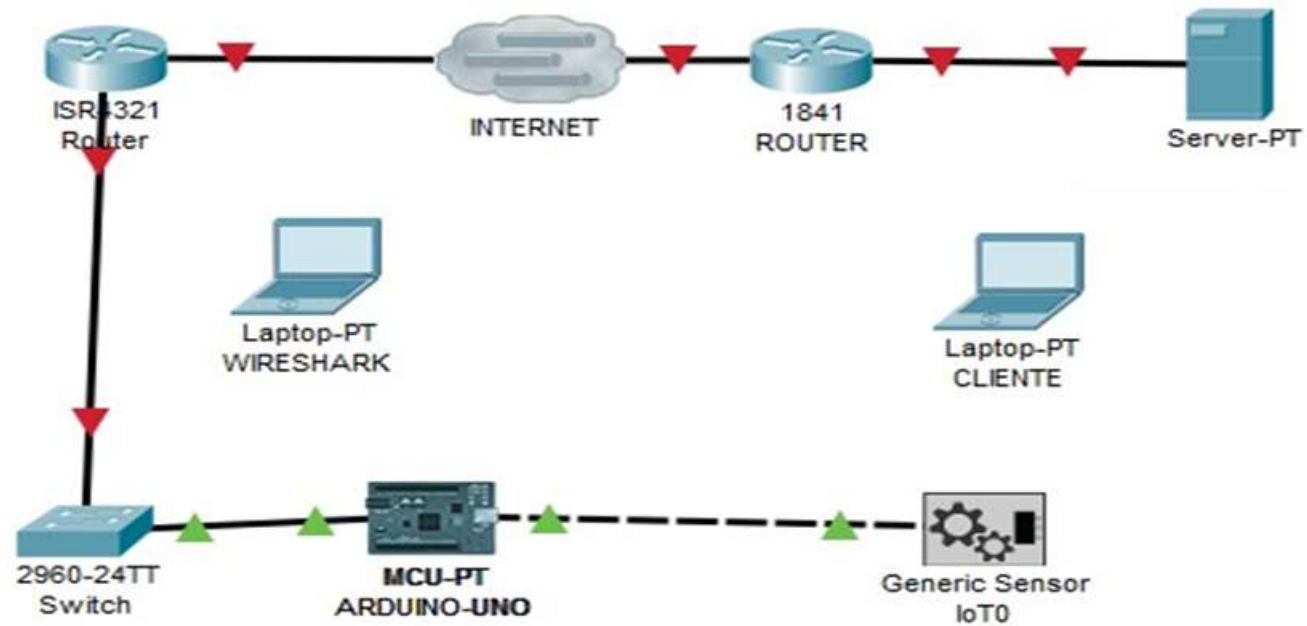 ISR4321
Router
INTERNET
1841
ROUTER
Server-PT
Laptop-PT
WIRESHARK
Laptop-PT
CLIENTE
2960-24TT
Switch
MCU-PT
ARDUINO-UNO
Generic Sensor
IoT0